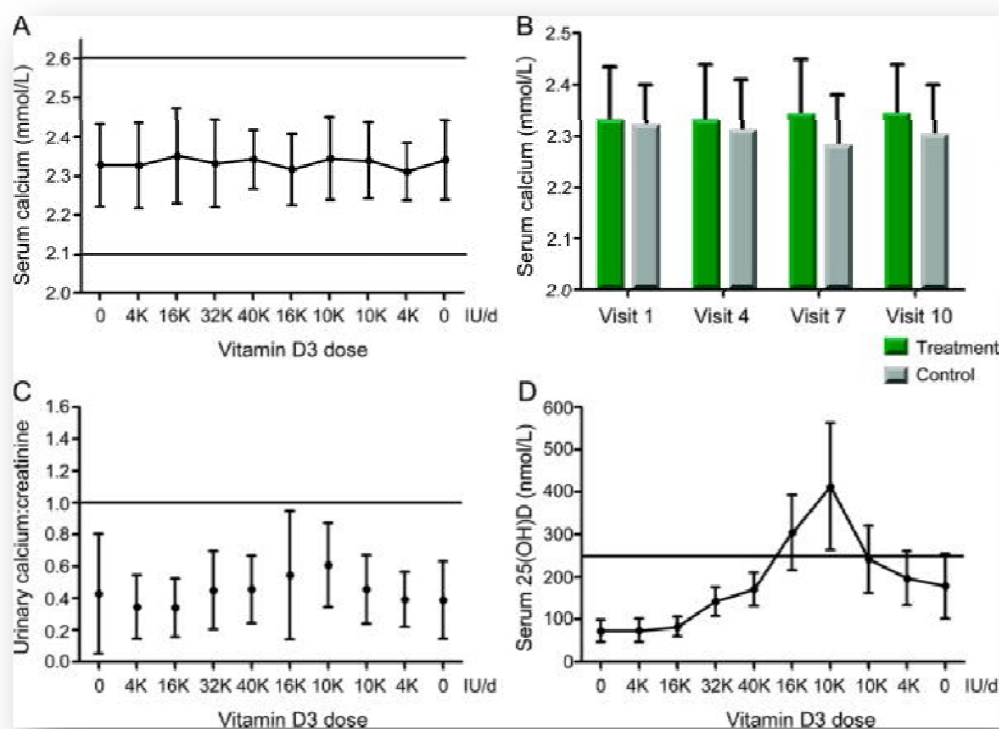 A
Serum calcium (mmol/L)
2.6
2.5
2.4
2.3
2.2
2.1
2.0
0 4K 16K 32K 40K 16K 10K 10K 4K 0 IU/d
Vitamin D3 dose
B
Serum calcium (mmol/L)
2.5
2.4
2.3
2.2
2.1
2.0
Visit 1 Visit 4 Visit 7 Visit 10
Treatment
Control
C
Urinary calcium:creatinine
1.6
1.4
1.2
1.0
0.8
0.6
0.4
0.2
0.0
0 4K 16K 32K 40K 16K 10K 10K 4K 0 IU/d
Vitamin D3 dose
D
Serum 25(OH)D (nmol/L)
600
500
400
300
200
100
0
0 4K 16K 32K 40K 16K 10K 10K 4K 0 IU/d
Vitamin D3 dose